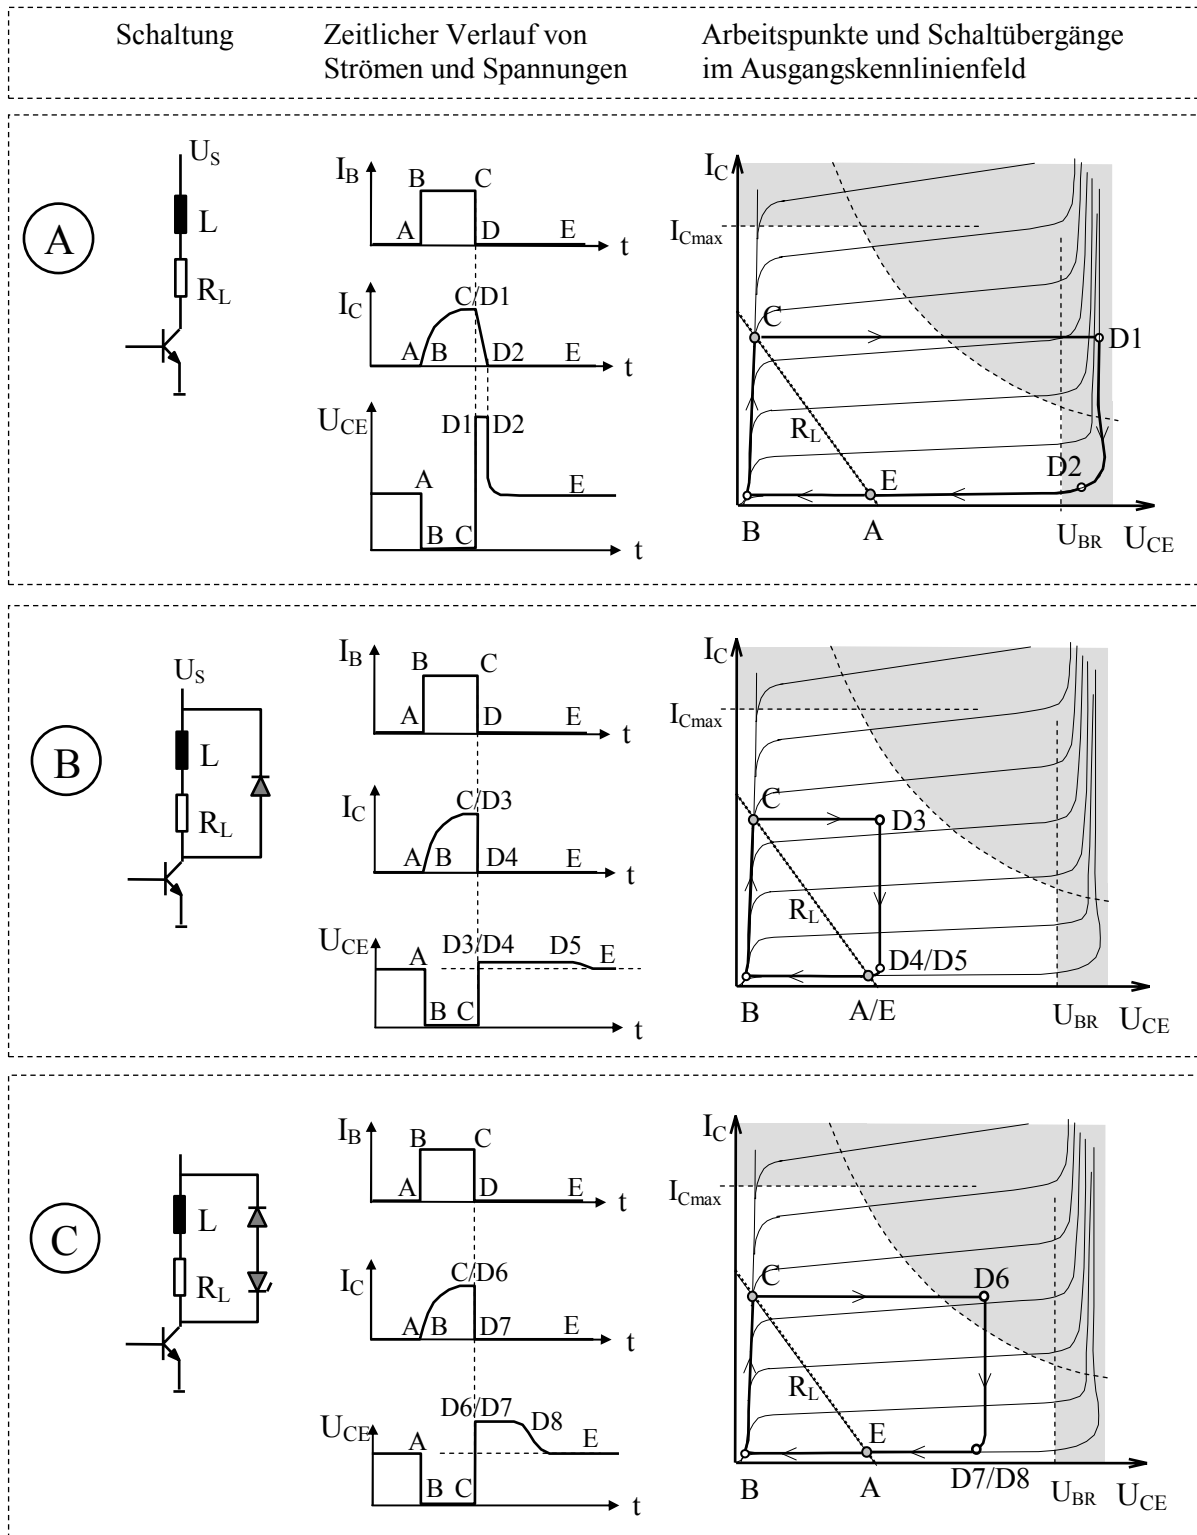 Schaltung Zeitlicher Verlauf von Arbeitspunkte und Schaltübergänge
Strömen und Spannungen im Ausgangskennlinienfeld
A
U_S
L
R_L
I_B
B C
A D E
t
I_C
C/D1
A B D2 E
t
U_CE
D1 D2
A E
B C
t
I_C
I_Cmax
C
D1
R_L
D2
E
B A U_BR U_CE
B
U_S
L
R_L
I_B
B C
A D E
t
I_C
C/D3
A B D4 E
t
U_CE
D3/D4 D5
A E
B C
t
I_C
I_Cmax
C
D3
R_L
D4/D5
B A/E U_BR U_CE
C
L
R_L
I_B
B C
A D E
t
I_C
C/D6
A B D7 E
t
U_CE
D6/D7
A D8 E
B C
t
I_C
I_Cmax
C
D6
R_L
E
B A D7/D8 U_BR U_CE